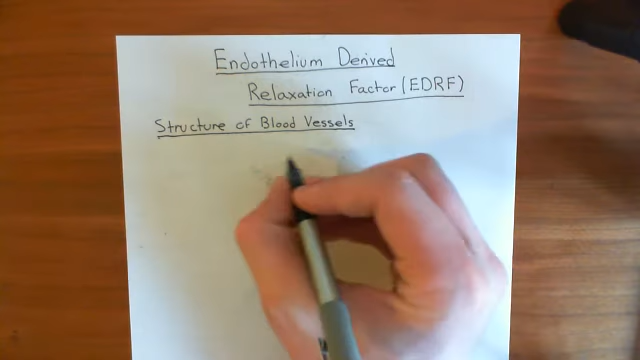 Endothelium Derived
Relaxation Factor (EDRF)
Structure of Blood Vessels